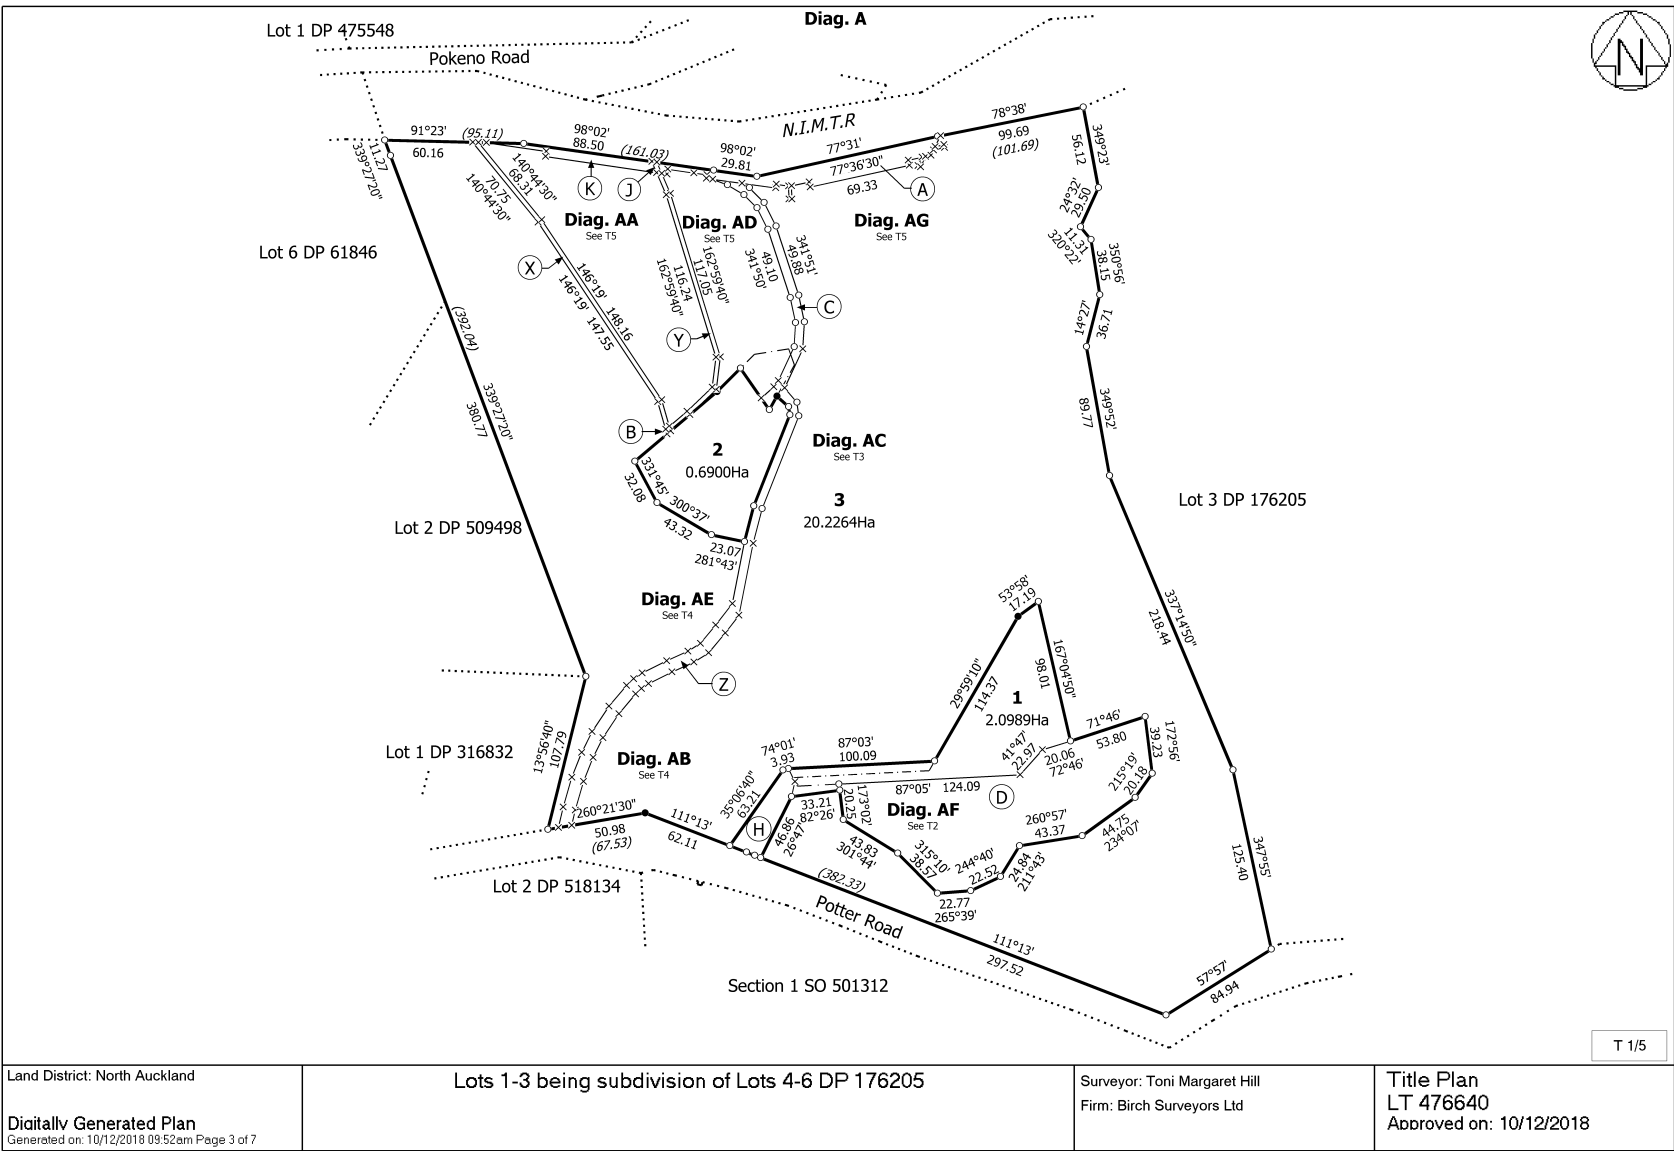 Diag. A
Lot 1 DP 475548
Pokeno Road
N
N.I.M.T.R
91°23'
60.16
(95.11)
98°02'
88.50
(161.03)
98°02'
29.81
77°31'
78°38'
99.69
(101.69)
77°36'30"
69.33
A
11.27
339°27'20"
K
J
140°44'30"
68.31
70.75
140°44'30"
Diag. AA
See T5
Diag. AD
See T5
Diag. AG
See T5
349°23'
56.12
24°32'
29.50
11.31
320°22'
350°56'
38.15
14°27'
36.71
349°52'
89.77
Lot 6 DP 61846
X
146°19'
148.16
146°19'
147.55
162°59'40"
117.05
116.24
162°59'40"
341°51'
49.88
49.10
341°50'
C
Y
(392.04)
339°27'20"
380.77
B
2
0.6900Ha
331°45'
32.08
300°37'
43.32
23.07
281°43'
Diag. AC
See T3
3
20.2264Ha
Lot 3 DP 176205
Lot 2 DP 509498
Diag. AE
See T4
Z
53°58'
17.19
337°14'50"
218.44
167°04'50"
98.01
29°59'10"
114.37
1
2.0989Ha
Lot 1 DP 316832
13°56'40"
107.79
Diag. AB
See T4
74°01'
3.93
87°03'
100.09
41°47'
22.97
20.06
72°46'
71°46'
53.80
172°56'
39.23
215°19'
20.18
44.75
234°07'
35°06'40"
63.21
H
46.86
26°47'
33.21
82°26'
87°05'
124.09
D
173°02'
20.25
Diag. AF
See T2
260°57'
43.37
43.83
301°44'
315°10'
38.57
244°40'
22.52
24.84
211°43'
22.77
265°39'
260°21'30"
50.98
(67.53)
111°13'
62.11
347°55'
125.40
Lot 2 DP 518134
(382.33)
Potter Road
111°13'
297.52
57°57'
84.94
Section 1 SO 501312
T 1/5
Land District: North Auckland
Digitally Generated Plan
Generated on: 10/12/2018 09:52am Page 3 of 7
Lots 1-3 being subdivision of Lots 4-6 DP 176205
Surveyor: Toni Margaret Hill
Firm: Birch Surveyors Ltd
Title Plan
LT 476640
Approved on: 10/12/2018